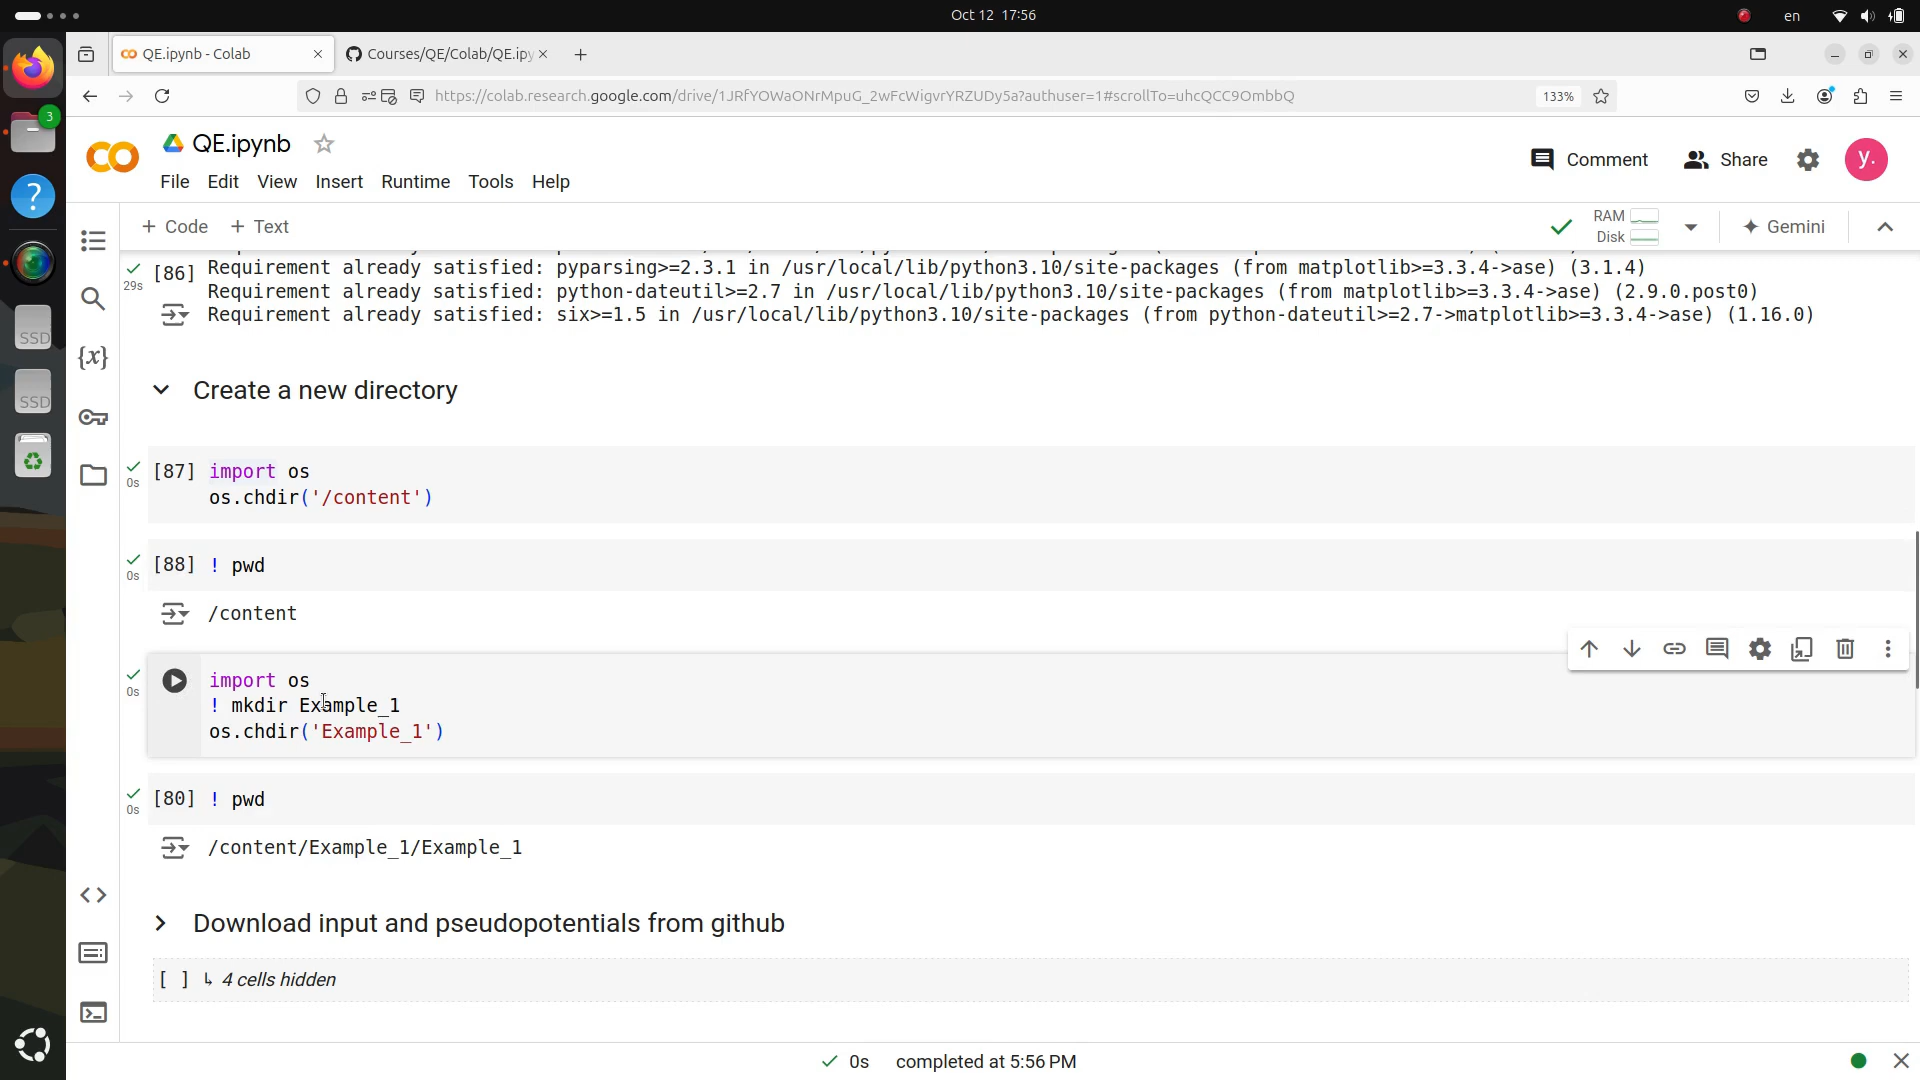 Oct 12 17:56
en
QE.ipynb - Colab
Courses/QE/Colab/QE.ipy
https://colab.research.google.com/drive/1JRfYOWaONrMpuG_2wFcWigvrYRZUDy5a?authuser=1#scrollTo=uhcQCC9OmbbQ
133%
3
QE.ipynb
File Edit View Insert Runtime Tools Help
Comment
Share
y.
+ Code + Text
RAM
Disk
Gemini
[86]
29s
Requirement already satisfied: pyparsing>=2.3.1 in /usr/local/lib/python3.10/site-packages (from matplotlib>=3.3.4->ase) (3.1.4)
Requirement already satisfied: python-dateutil>=2.7 in /usr/local/lib/python3.10/site-packages (from matplotlib>=3.3.4->ase) (2.9.0.post0)
Requirement already satisfied: six>=1.5 in /usr/local/lib/python3.10/site-packages (from python-dateutil>=2.7->matplotlib>=3.3.4->ase) (1.16.0)
SSD
SSD
{x}
Create a new directory
[87] import os
0s
os.chdir('/content')
[88] ! pwd
0s
/content
import os
0s
! mkdir Example_1
os.chdir('Example_1')
[80] ! pwd
0s
/content/Example_1/Example_1
Download input and pseudopotentials from github
[ ] ↳ 4 cells hidden
0s completed at 5:56 PM